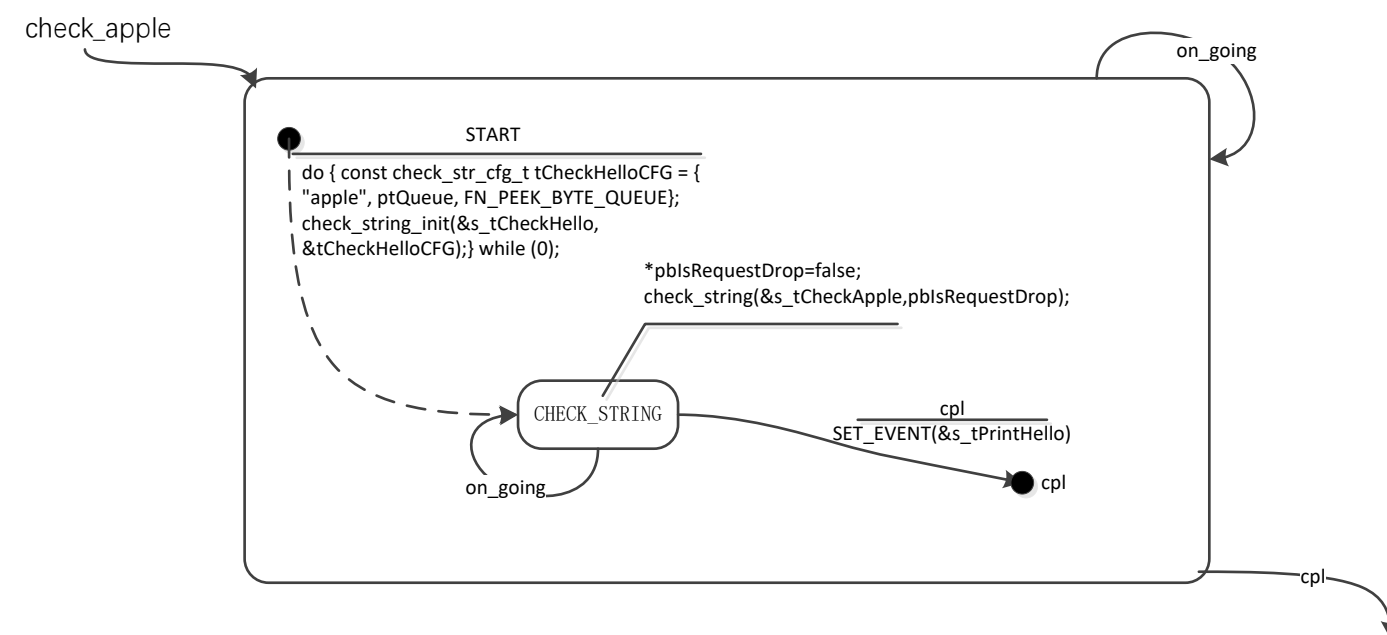 check_apple
on_going
START
do { const check_str_cfg_t tCheckHelloCFG = {
"apple", ptQueue, FN_PEEK_BYTE_QUEUE};
check_string_init(&s_tCheckHello,
&tCheckHelloCFG);} while (0);
*pbIsRequestDrop=false;
check_string(&s_tCheckApple,pbIsRequestDrop);
CHECK_STRING
cpl
SET_EVENT(&s_tPrintHello)
cpl
on_going
cpl